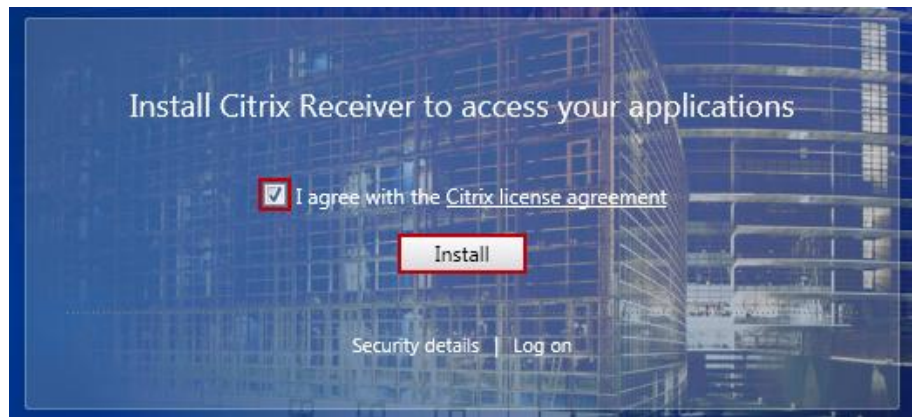 Install Citrix Receiver to access your applications
I agree with the Citrix license agreement
Install
Security details | Log on